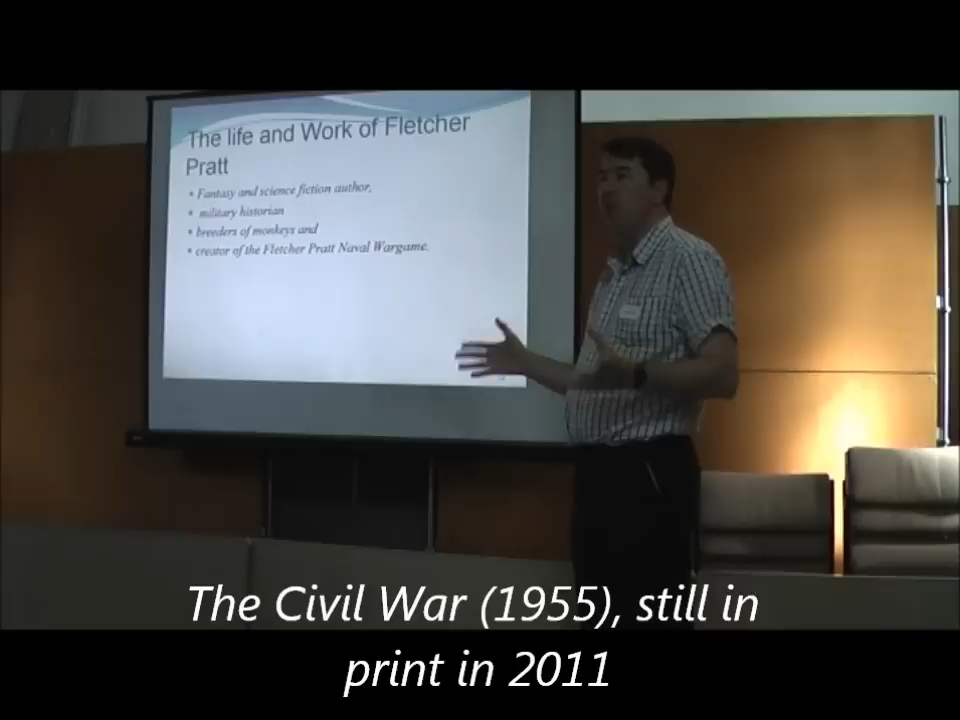 The life and Work of Fletcher
Pratt
• Fantasy and science fiction author,
• military historian
• breeders of monkeys and
• creator of the Fletcher Pratt Naval Wargame.
The Civil War (1955), still in
print in 2011